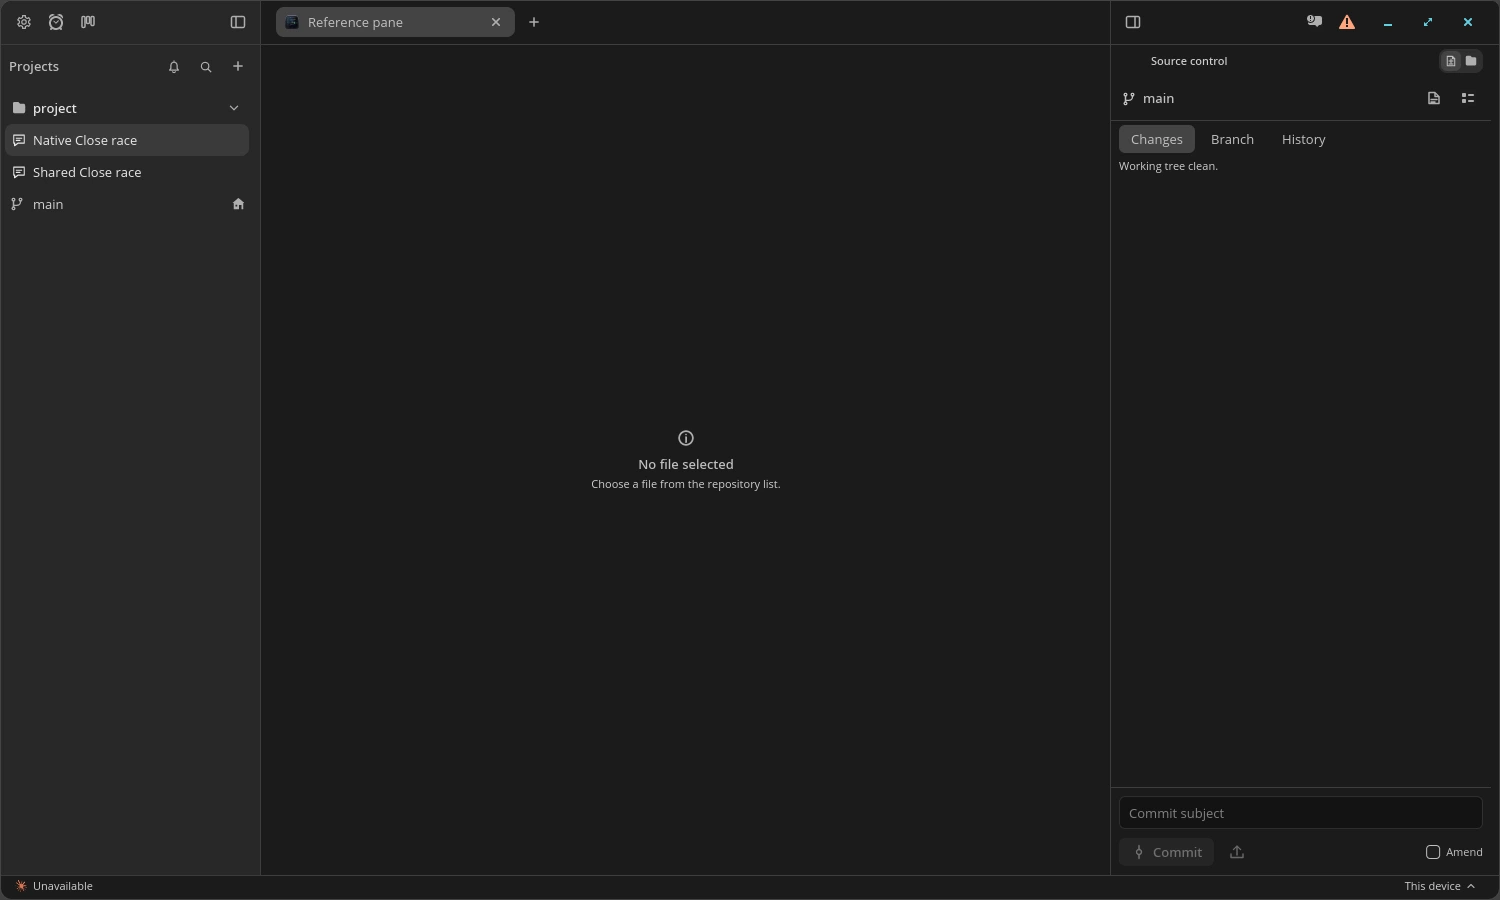 Reference pane
Projects
project
Native Close race
Shared Close race
main
No file selected
Choose a file from the repository list.
Source control
main
Changes
Branch
History
Working tree clean.
Commit subject
Commit
Amend
Unavailable
This device